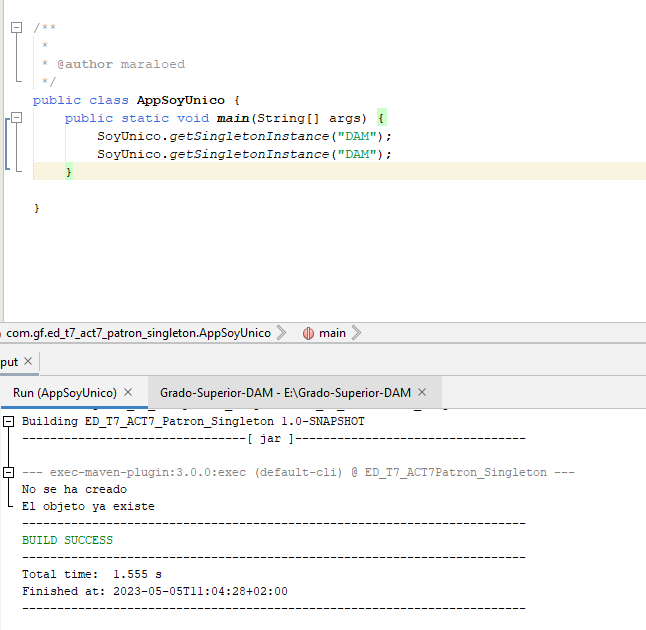 /**
*
* @author maraloed
*/
public class AppSoyUnico {
public static void main(String[] args) {
SoyUnico.getSingletonInstance("DAM");
SoyUnico.getSingletonInstance("DAM");
}
}
com.gf.ed_t7_act7_patron_singleton.AppSoyUnico main
put ×
Run (AppSoyUnico) × Grado-Superior-DAM - E:\Grado-Superior-DAM ×
Building ED_T7_ACT7_Patron_Singleton 1.0-SNAPSHOT
--------------------------------[ jar ]---------------------------------
--- exec-maven-plugin:3.0.0:exec (default-cli) @ ED_T7_ACT7Patron_Singleton ---
No se ha creado
El objeto ya existe
------------------------------------------------------------------------
BUILD SUCCESS
------------------------------------------------------------------------
Total time:  1.555 s
Finished at: 2023-05-05T11:04:28+02:00
------------------------------------------------------------------------